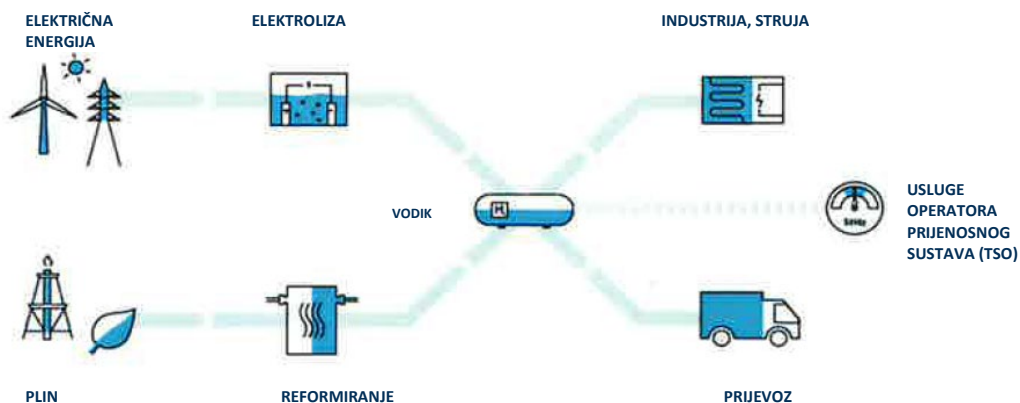 ELEKTRIČNA
ENERGIJA
ELEKTROLIZA
INDUSTRIJA, STRUJA
VODIK
H
USLUGE
OPERATORA
PRIJENOSNOG
SUSTAVA (TSO)
PLIN
REFORMIRANJE
PRIJEVOZ